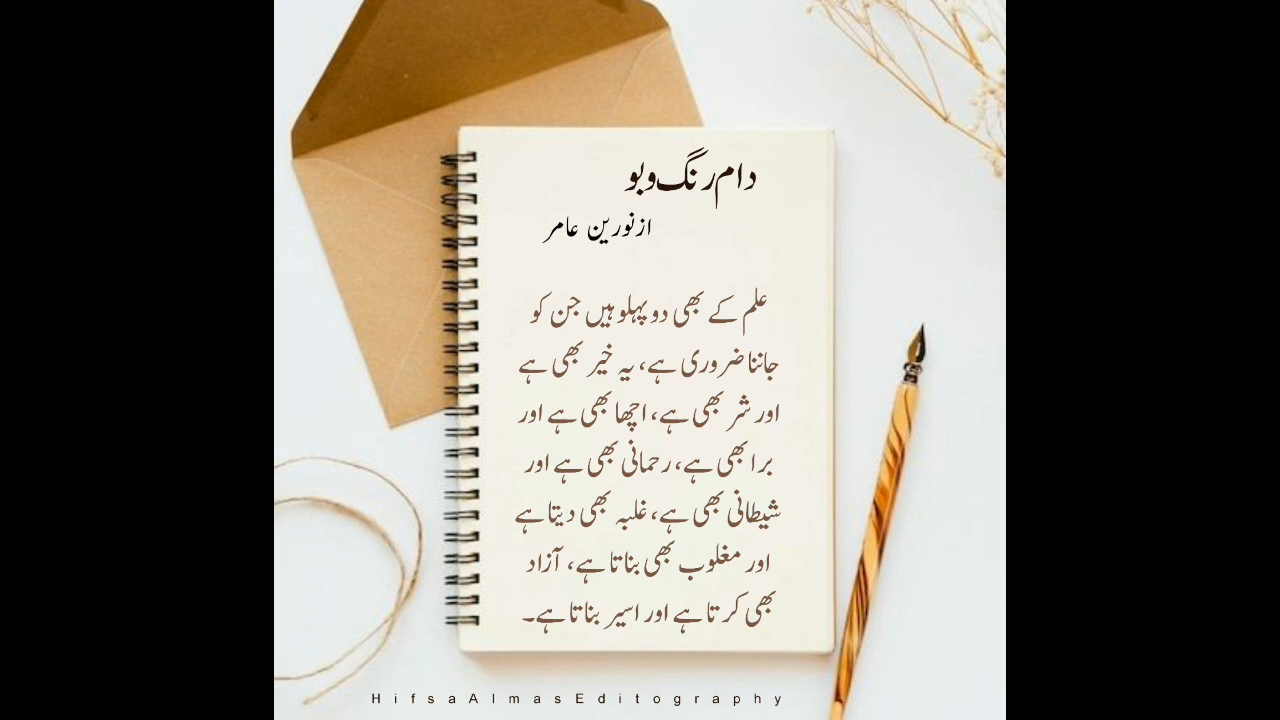 دام رنگ و بو
از نورین عامر
علم کے بھی دو پہلو ہیں جن کو
جاننا ضروری ہے، یہ خیر بھی ہے
اور شر بھی ہے، اچھا بھی ہے اور
برا بھی ہے، رحمانی بھی ہے اور
شیطانی بھی ہے، غلبہ بھی دیتا ہے
اور مغلوب بھی بناتا ہے، آزاد
بھی کرتا ہے اور اسیر بناتا ہے۔
HifsaAlmasEditography